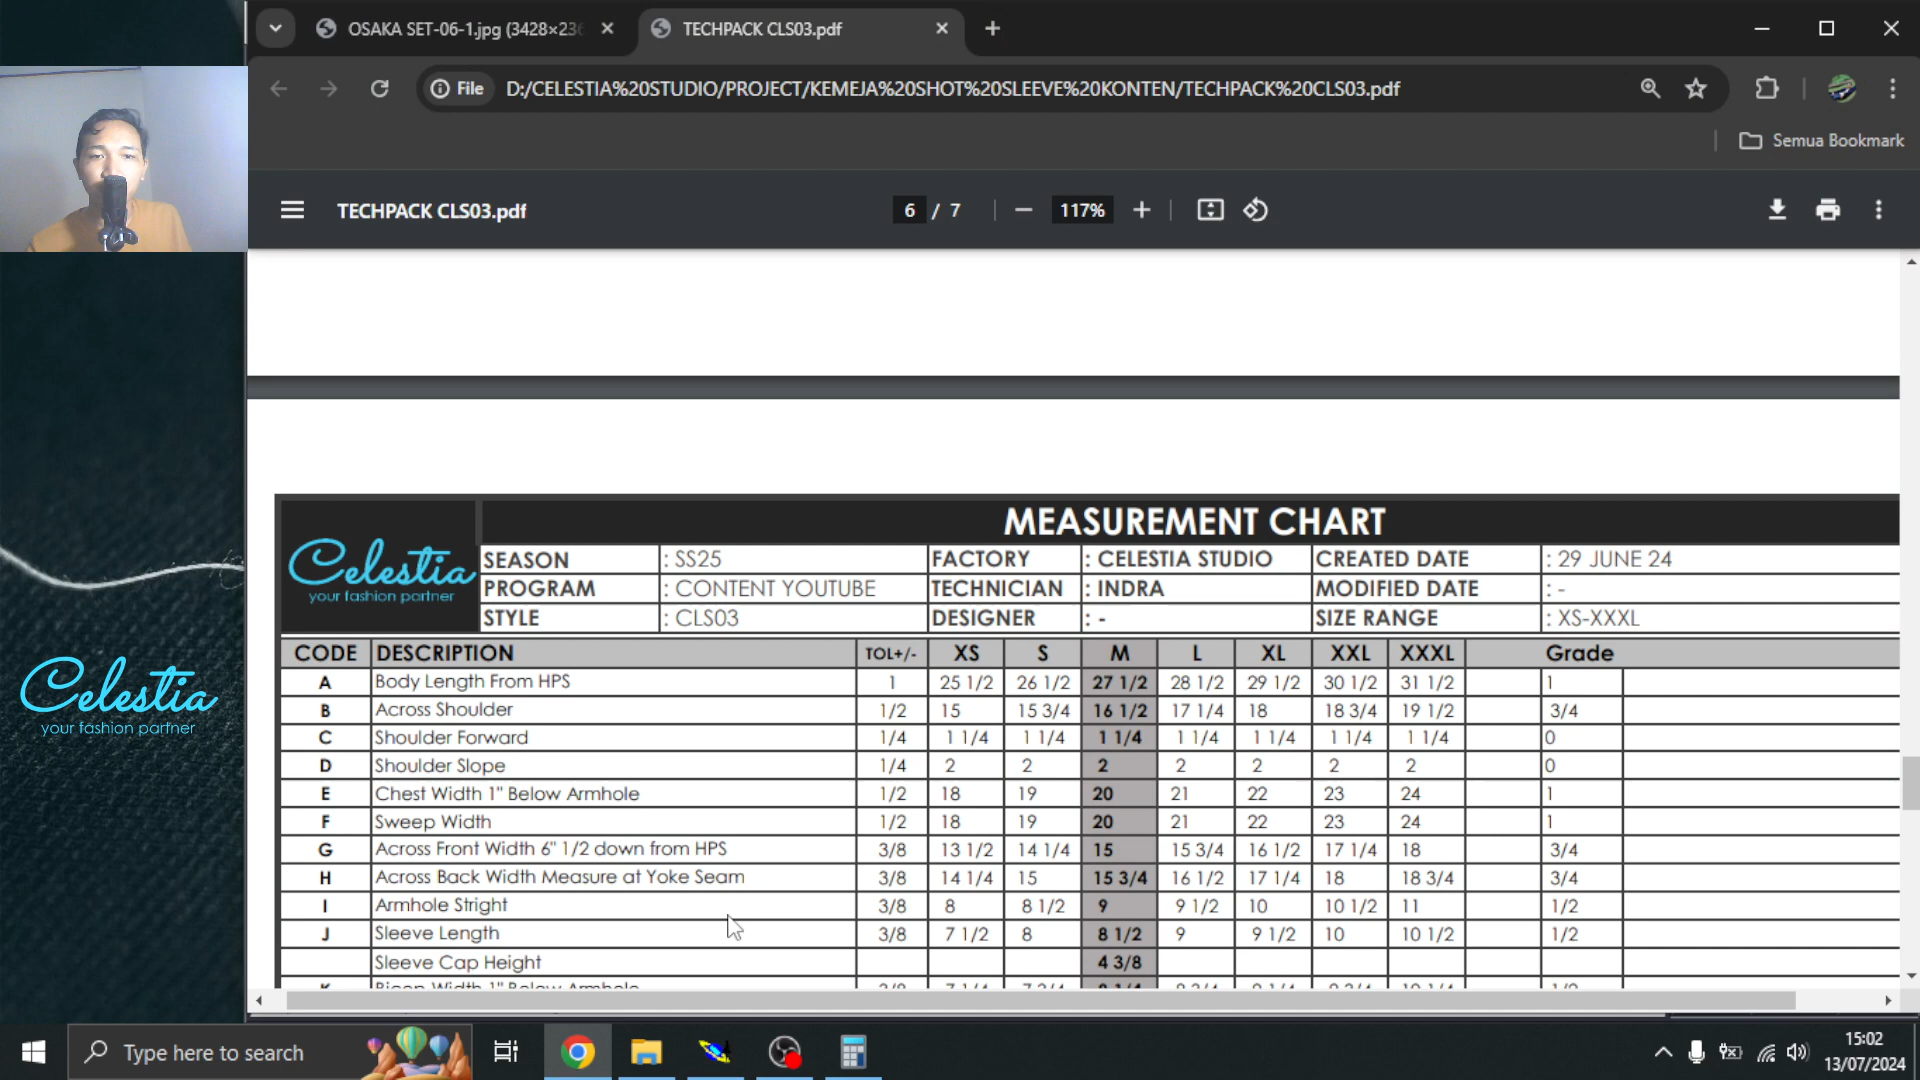 OSAKA SET-06-1.jpg (3428×236
TECHPACK CLS03.pdf
File
D:/CELESTIA%20STUDIO/PROJECT/KEMEJA%20SHOT%20SLEEVE%20KONTEN/TECHPACK%20CLS03.pdf
Semua Bookmark
TECHPACK CLS03.pdf
6 / 7
117%
MEASUREMENT CHART
Celestia
your fashion partner
SEASON : SS25 FACTORY : CELESTIA STUDIO CREATED DATE : 29 JUNE 24
PROGRAM : CONTENT YOUTUBE TECHNICIAN : INDRA MODIFIED DATE : -
STYLE : CLS03 DESIGNER : - SIZE RANGE : XS-XXXL
CODE DESCRIPTION TOL+/- XS S M L XL XXL XXXL Grade
A Body Length From HPS 1 25 1/2 26 1/2 27 1/2 28 1/2 29 1/2 30 1/2 31 1/2 1
B Across Shoulder 1/2 15 15 3/4 16 1/2 17 1/4 18 18 3/4 19 1/2 3/4
C Shoulder Forward 1/4 1 1/4 1 1/4 1 1/4 1 1/4 1 1/4 1 1/4 1 1/4 0
D Shoulder Slope 1/4 2 2 2 2 2 2 2 0
E Chest Width 1" Below Armhole 1/2 18 19 20 21 22 23 24 1
F Sweep Width 1/2 18 19 20 21 22 23 24 1
G Across Front Width 6" 1/2 down from HPS 3/8 13 1/2 14 1/4 15 15 3/4 16 1/2 17 1/4 18 3/4
H Across Back Width Measure at Yoke Seam 3/8 14 1/4 15 15 3/4 16 1/2 17 1/4 18 18 3/4 3/4
I Armhole Stright 3/8 8 8 1/2 9 9 1/2 10 10 1/2 11 1/2
J Sleeve Length 3/8 7 1/2 8 8 1/2 9 9 1/2 10 10 1/2 1/2
Sleeve Cap Height 4 3/8
K Bicep Width 1" Below Armhole
Celestia
your fashion partner
Type here to search
15:02
13/07/2024